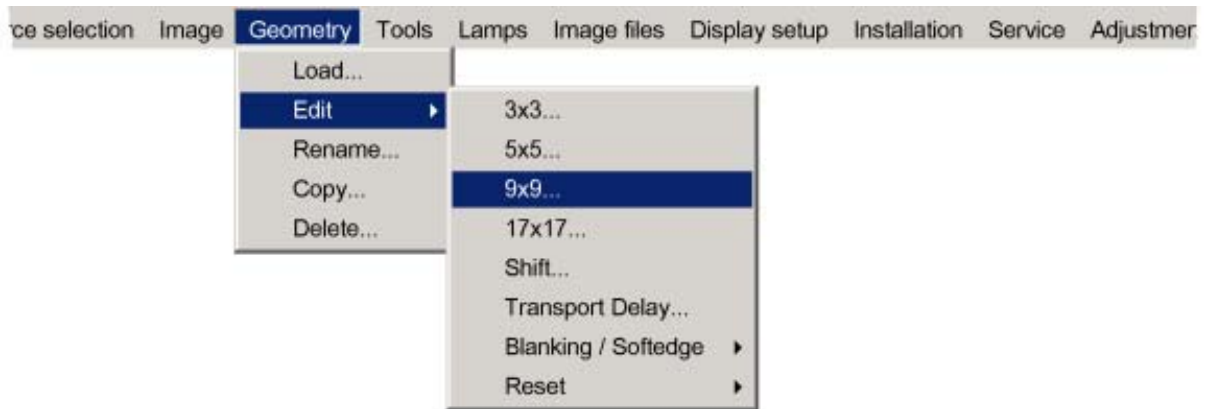 rce selection Image Geometry Tools Lamps Image files Display setup Installation Service Adjustmen
Load...
Edit
Rename...
Copy...
Delete...
3x3...
5x5...
9x9...
17x17...
Shift...
Transport Delay...
Blanking / Softedge
Reset